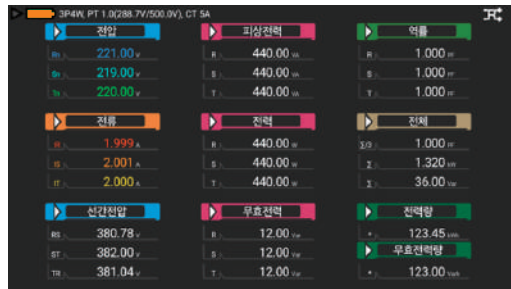 3P4W, PT 1.0(288.7V/500.0V), CT 5A
전압
Rn 221.00 V
Sn 219.00 V
Tn 220.00 V
피상전력
R 440.00 VA
S 440.00 VA
T 440.00 VA
역률
R 1.000 PF
S 1.000 PF
T 1.000 PF
전류
IR 1.999 A
IS 2.001 A
IT 2.000 A
전력
R 440.00 W
S 440.00 W
T 440.00 W
전체
Σ/3 1.000 PF
Σ 1.320 kW
Σ 36.00 Var
선간전압
RS 380.78 V
ST 382.00 V
TR 381.04 V
무효전력
R 12.00 Var
S 12.00 Var
T 12.00 Var
전력량
+ 123.45 kWh
무효전력량
+ 123.00 Varh